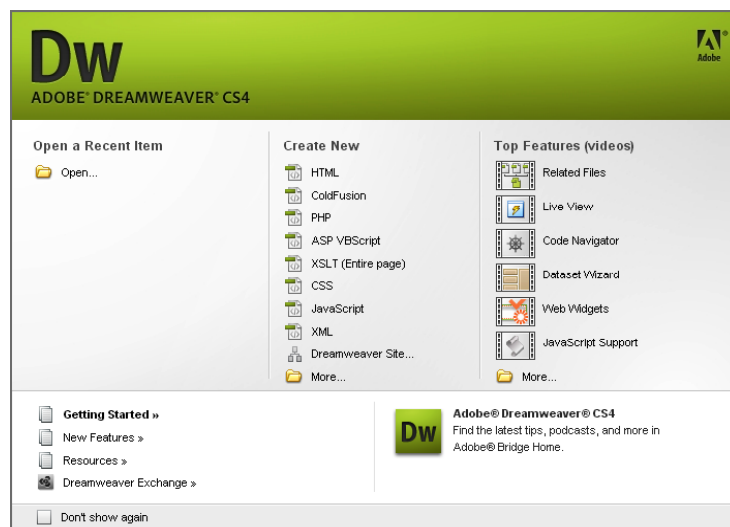 Dw
ADOBE® DREAMWEAVER® CS4
Adobe®
Open a Recent Item
Open...
Create New
HTML
ColdFusion
PHP
ASP VBScript
XSLT (Entire page)
CSS
JavaScript
XML
Dreamweaver Site...
More...
Top Features (videos)
Related Files
Live View
Code Navigator
Dataset Wizard
Web Widgets
JavaScript Support
More...
Getting Started »
New Features »
Resources »
Dreamweaver Exchange »
Dw
Adobe® Dreamweaver® CS4
Find the latest tips, podcasts, and more in
Adobe® Bridge Home.
Don't show again